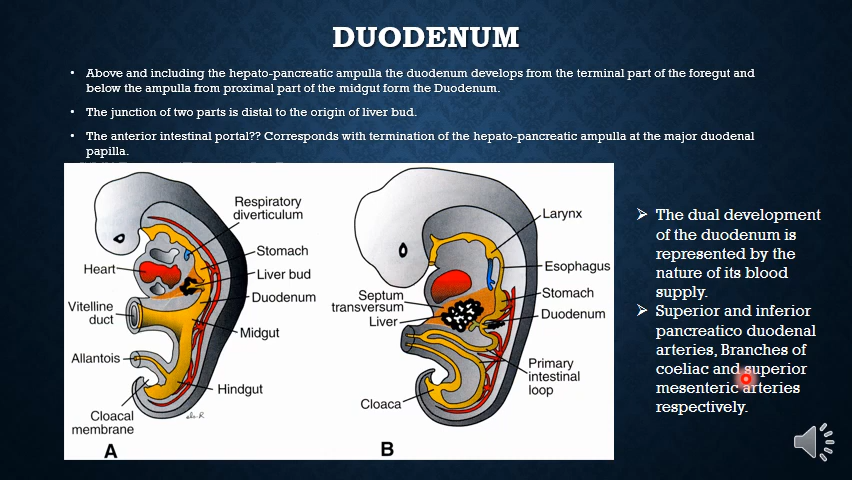 DUODENUM
• Above and including the hepato-pancreatic ampulla the duodenum develops from the terminal part of the foregut and
below the ampulla from proximal part of the midgut form the Duodenum.
• The junction of two parts is distal to the origin of liver bud.
• The anterior intestinal portal?? Corresponds with termination of the hepato-pancreatic ampulla at the major duodenal
papilla.
Respiratory
diverticulum
Stomach
Heart
Liver bud
Duodenum
Vitelline
duct
Midgut
Allantois
Hindgut
Cloacal
membrane
A
Larynx
Esophagus
Septum
transversum
Stomach
Liver
Duodenum
Primary
intestinal
loop
Cloaca
B
➢ The dual development
of the duodenum is
represented by the
nature of its blood
supply.
➢ Superior and inferior
pancreatico duodenal
arteries, Branches of
coeliac and superior
mesenteric arteries
respectively.